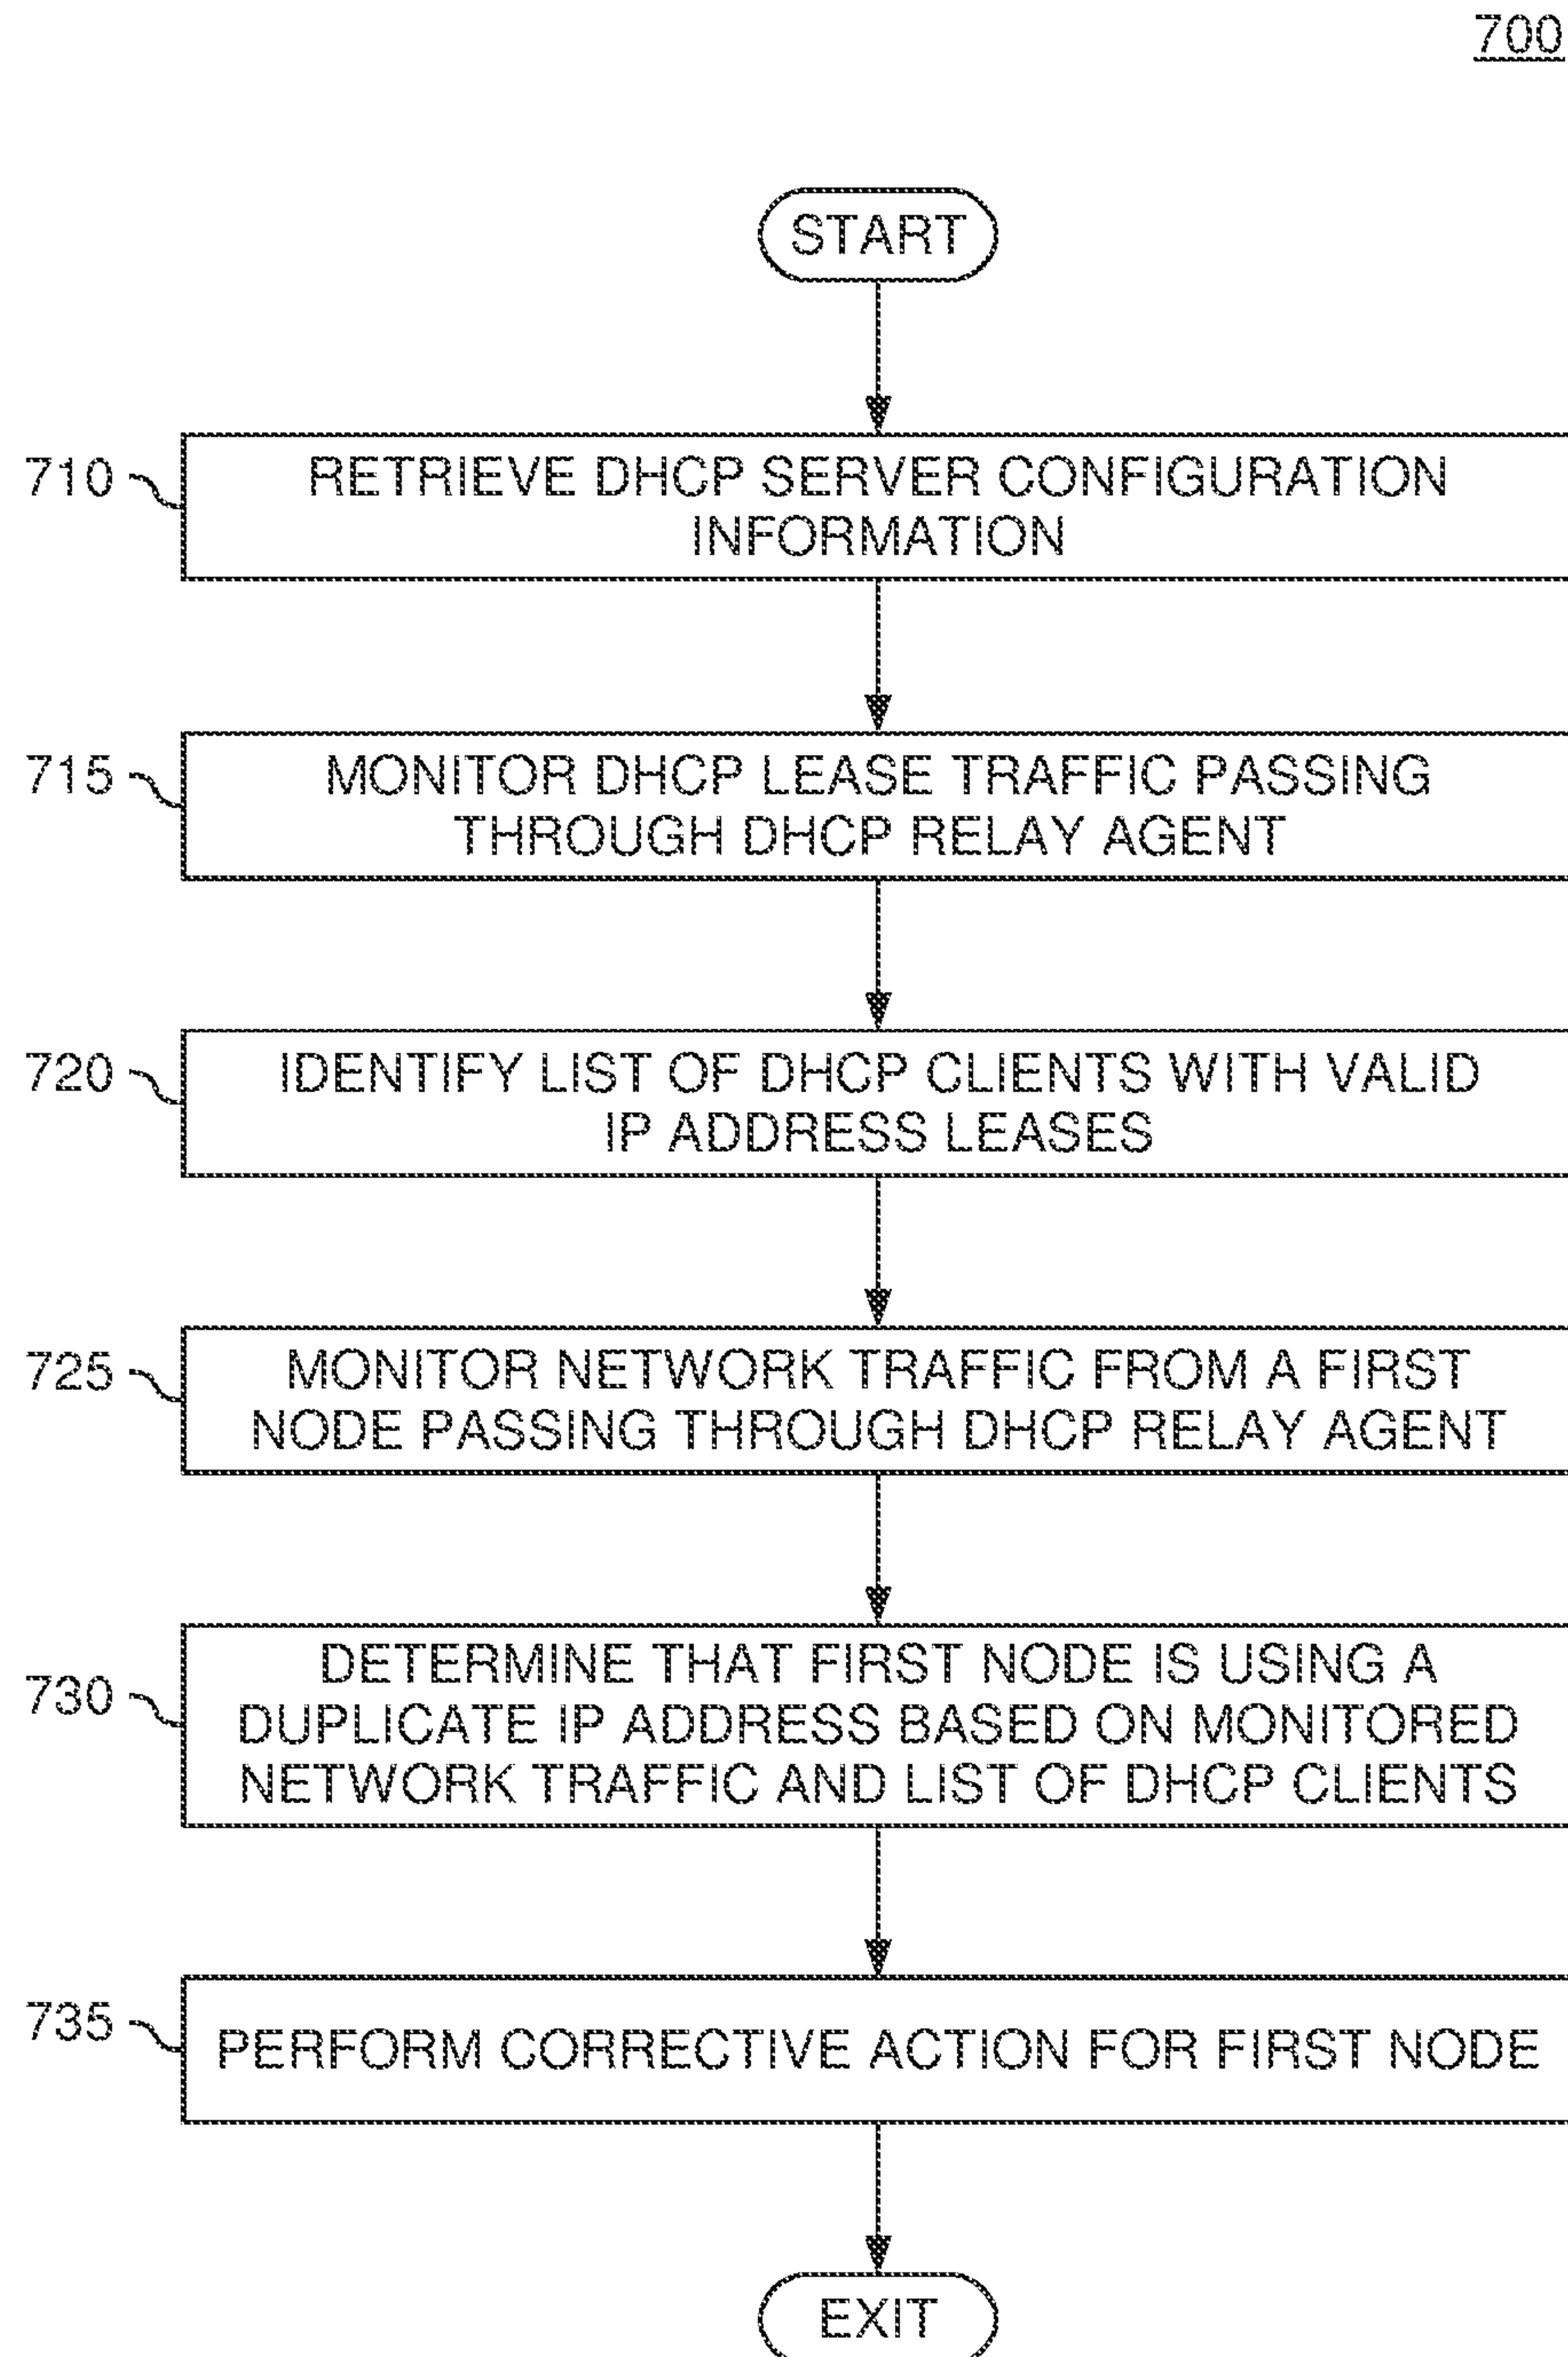 700
START
710
RETRIEVE DHCP SERVER CONFIGURATION
INFORMATION
715
MONITOR DHCP LEASE TRAFFIC PASSING
THROUGH DHCP RELAY AGENT
720
IDENTIFY LIST OF DHCP CLIENTS WITH VALID
IP ADDRESS LEASES
725
MONITOR NETWORK TRAFFIC FROM A FIRST
NODE PASSING THROUGH DHCP RELAY AGENT
730
DETERMINE THAT FIRST NODE IS USING A
DUPLICATE IP ADDRESS BASED ON MONITORED
NETWORK TRAFFIC AND LIST OF DHCP CLIENTS
735
PERFORM CORRECTIVE ACTION FOR FIRST NODE
EXIT